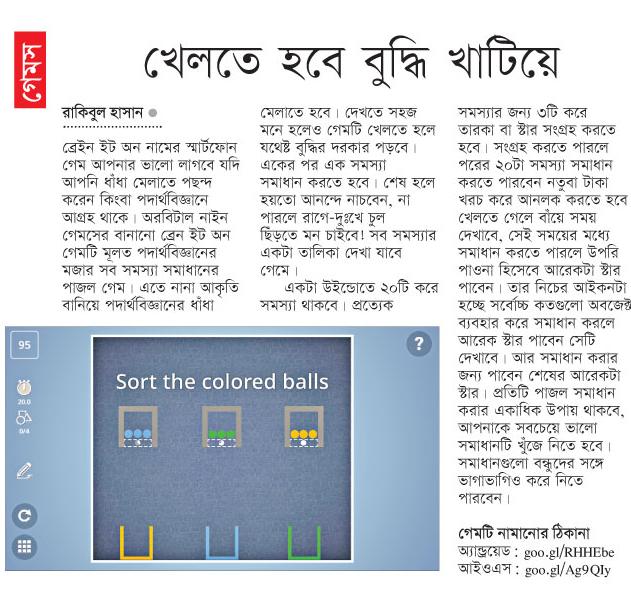 গেমস
খেলতে হবে বুদ্ধি খাটিয়ে
রাকিবুল হাসান ●
ব্রেইন ইট অন নামের স্মার্টফোন
গেম আপনার ভালো লাগবে যদি
আপনি ধাঁধা মেলাতে পছন্দ
করেন কিংবা পদার্থবিজ্ঞানে
আগ্রহ থাকে। অরবিটাল নাইন
গেমসের বানানো ব্রেন ইট অন
গেমটি মূলত পদার্থবিজ্ঞানের
মজার সব সমস্যা সমাধানের
পাজল গেম। এতে নানা আকৃতি
বানিয়ে পদার্থবিজ্ঞানের ধাঁধা
মেলাতে হবে। দেখতে সহজ
মনে হলেও গেমটি খেলতে হলে
যথেষ্ট বুদ্ধির দরকার পড়বে।
একের পর এক সমস্যা
সমাধান করতে হবে। শেষ হলে
হয়তো আনন্দে নাচবেন, না
পারলে রাগে-দুঃখে চুল
ছিঁড়তে মন চাইবে! সব সমস্যার
একটা তালিকা দেখা যাবে
গেমে।
একটা উইন্ডোতে ২০টি করে
সমস্যা থাকবে। প্রত্যেক
সমস্যার জন্য ৩টি করে
তারকা বা স্টার সংগ্রহ করতে
হবে। সংগ্রহ করতে পারলে
পরের ২০টা সমস্যা সমাধান
করতে পারবেন নতুবা টাকা
খরচ করে আনলক করতে হবে
খেলতে গেলে বাঁয়ে সময়
দেখাবে, সেই সময়ের মধ্যে
সমাধান করতে পারলে উপরি
পাওনা হিসেবে আরেকটা স্টার
পাবেন। তার নিচের আইকনটা
হচ্ছে সর্বোচ্চ কতগুলো অবজেক্ট
ব্যবহার করে সমাধান করলে
আরেক স্টার পাবেন সেটি
দেখাবে। আর সমাধান করার
জন্য পাবেন শেষের আরেকটা
স্টার। প্রতিটি পাজল সমাধান
করার একাধিক উপায় থাকবে,
আপনাকে সবচেয়ে ভালো
সমাধানটি খুঁজে নিতে হবে।
সমাধানগুলো বন্ধুদের সঙ্গে
ভাগাভাগিও করে নিতে
পারবেন।
গেমটি নামানোর ঠিকানা
অ্যান্ড্রয়েড : goo.gl/RHHEbe
আইওএস : goo.gl/Ag9QIy
95
?
20.0
0/4
Sort the colored balls